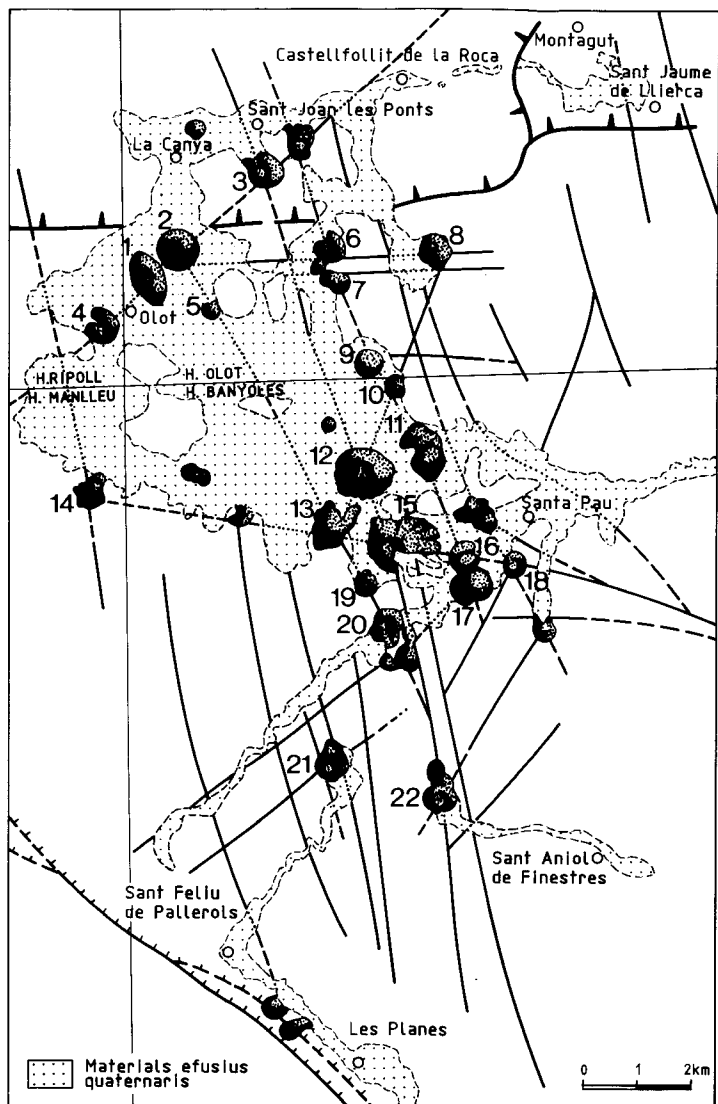 Montagut
Castellfollit de la Roca
Sant Jaume
de Llierca
Sant Joan les Fonts
La Canya
3
2
6
8
1
7
5
4
Olot
9
H.RIPOLL
H. OLOT
H. MANLLEU
H. BANYOLES
10
11
12
14
13
15
Santa Pau
16
18
19
17
20
21
22
Sant Aniol
de Finestres
Sant Feliu
de Pallerols
Les Planes
Materials efusius
quaternaris
0 1 2km